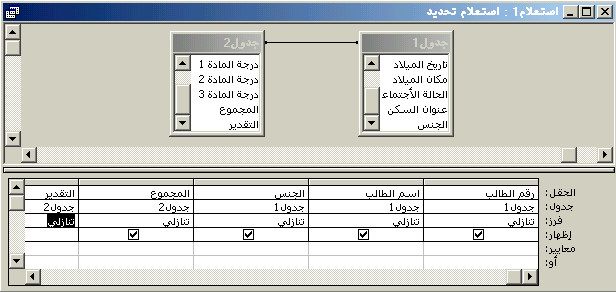 استعلام1 : استعلام تحديد
جدول1
تاريخ الميلاد
مكان الميلاد
الحالة الأجتماء
عنوان السكن
الجنس
جدول2
درجة المادة 1
درجة المادة 2
درجة المادة 3
المجموع
التقدير
الحقل: رقم الطالب اسم الطالب الجنس المجموع التقدير
جدول: جدول1 جدول1 جدول1 جدول2 جدول2
فرز: تنازلي تنازلي تنازلي تنازلي تنازلي
إظهار:
معايير:
أو: